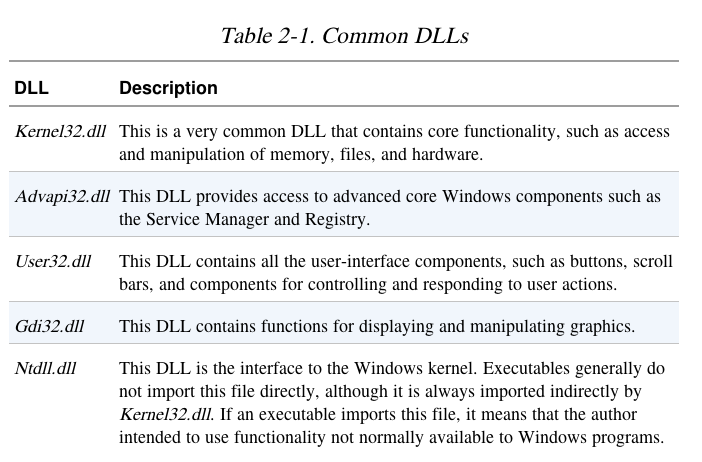 Table 2-1. Common DLLs
DLL Description
Kernel32.dll This is a very common DLL that contains core functionality, such as access
and manipulation of memory, files, and hardware.
Advapi32.dll This DLL provides access to advanced core Windows components such as
the Service Manager and Registry.
User32.dll This DLL contains all the user-interface components, such as buttons, scroll
bars, and components for controlling and responding to user actions.
Gdi32.dll This DLL contains functions for displaying and manipulating graphics.
Ntdll.dll This DLL is the interface to the Windows kernel. Executables generally do
not import this file directly, although it is always imported indirectly by
Kernel32.dll. If an executable imports this file, it means that the author
intended to use functionality not normally available to Windows programs.